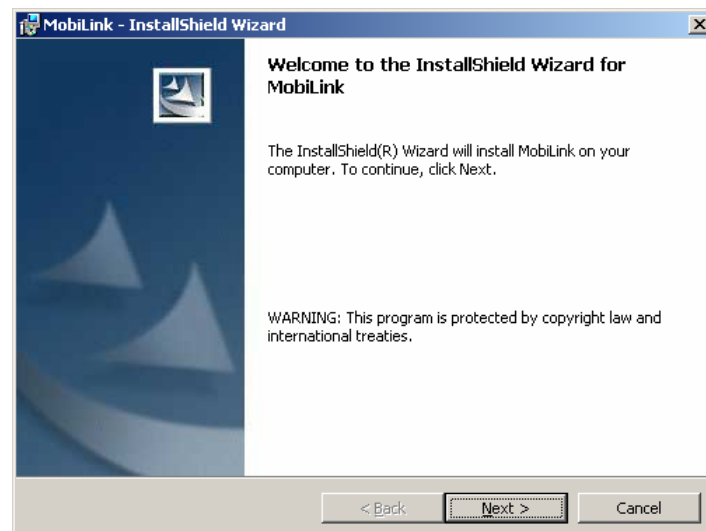 MobiLink - InstallShield Wizard
Welcome to the InstallShield Wizard for
MobiLink
The InstallShield(R) Wizard will install MobiLink on your
computer. To continue, click Next.
WARNING: This program is protected by copyright law and
international treaties.
< Back Next > Cancel